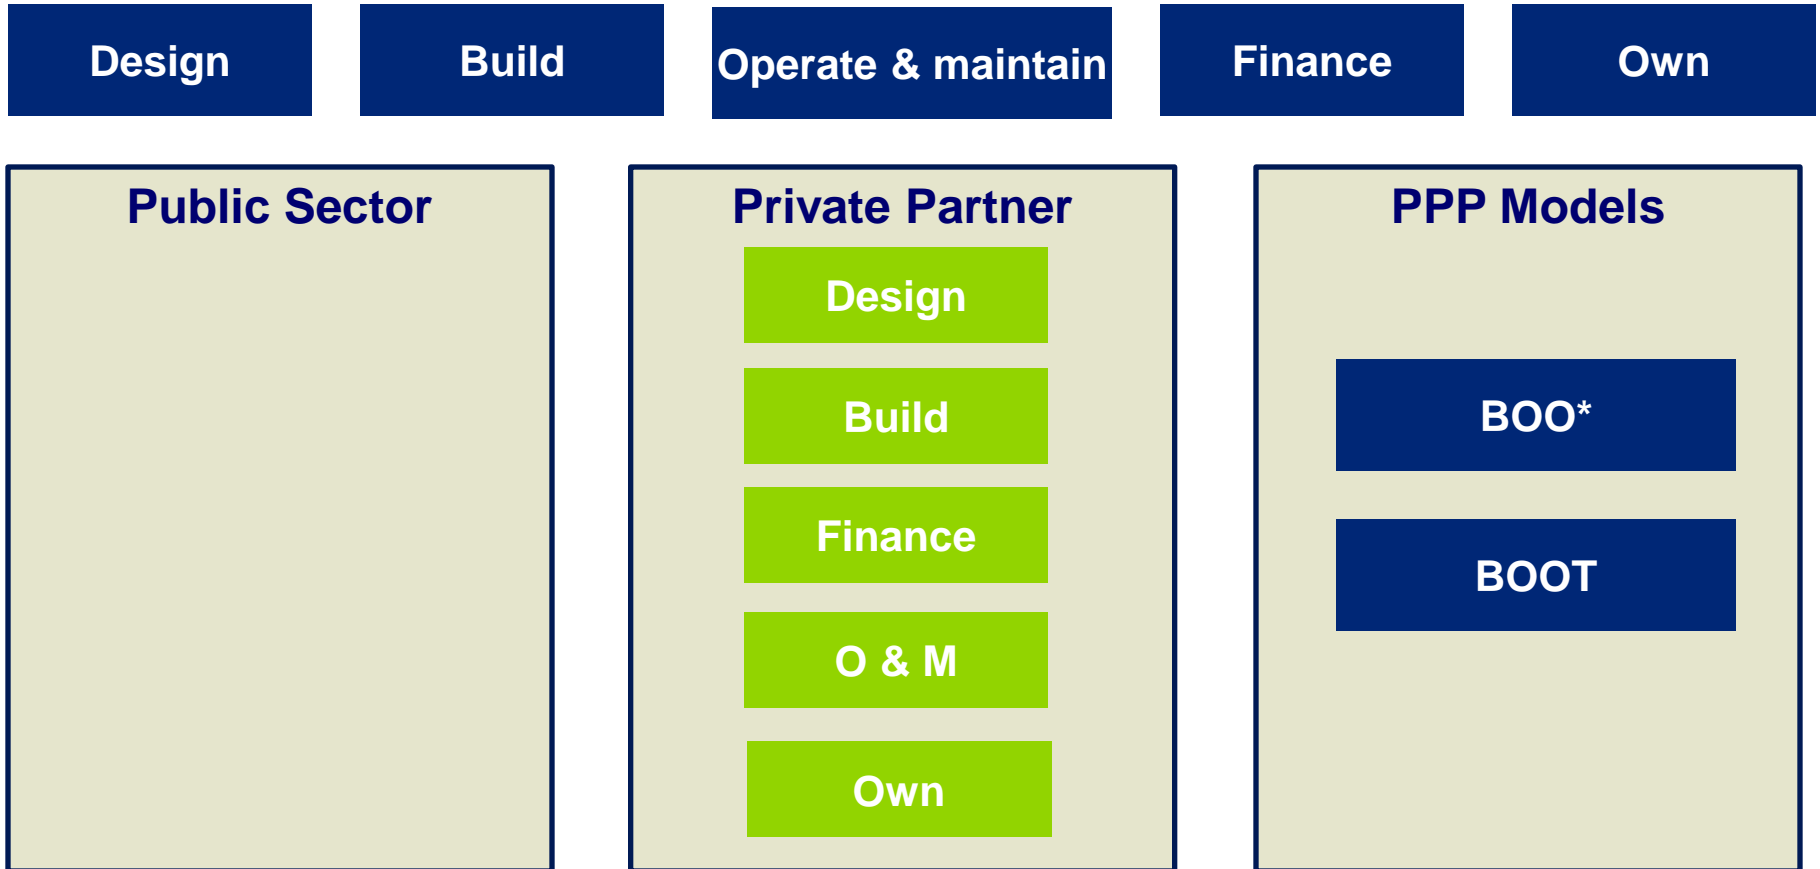 Design
Build
Operate & maintain
Finance
Own
Public Sector
Private Partner
Design
Build
Finance
O & M
Own
PPP Models
BOO*
BOOT